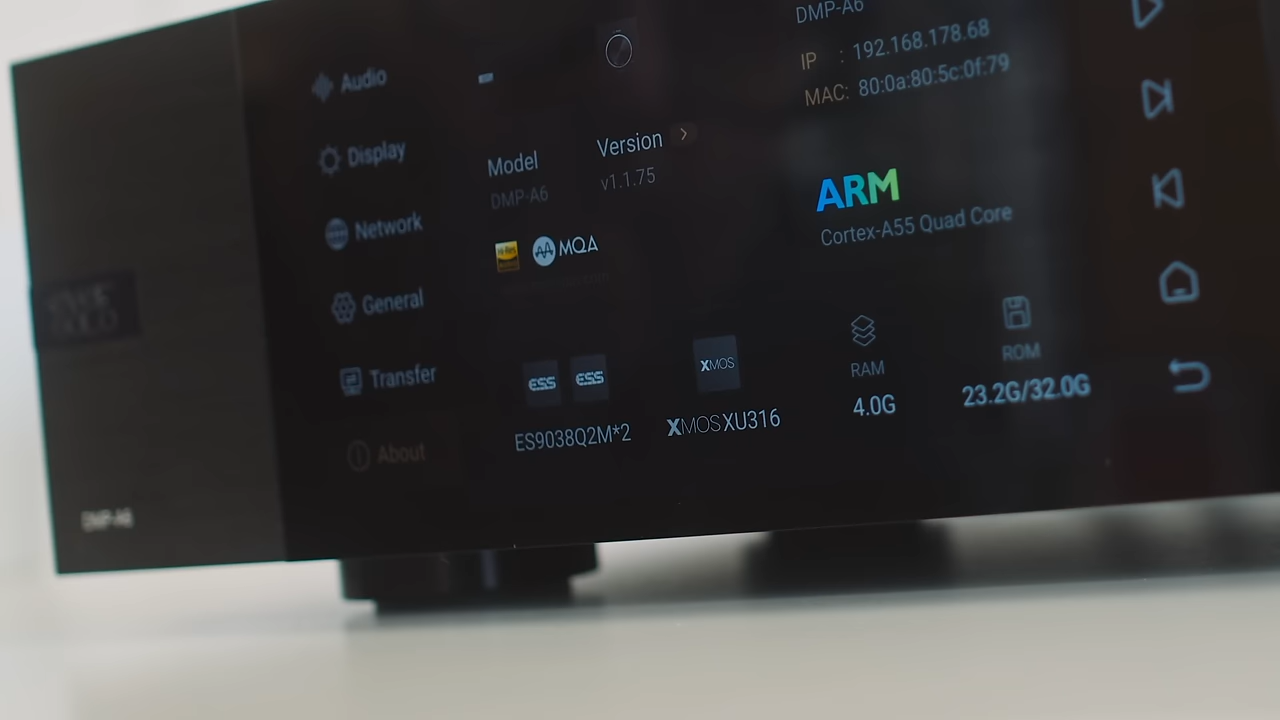 Audio
Display
Network
General
Transfer
About
DMP-A6
Model
DMP-A6
Version
v1.1.75
Hi-Res
MQA
ESS
ESS
ES9038Q2M*2
XMOS
XMOS XU316
DMP-A6
IP : 192.168.178.68
MAC: 80:0a:80:5c:0f:79
ARM
Cortex-A55 Quad Core
RAM
4.0G
ROM
23.2G/32.0G